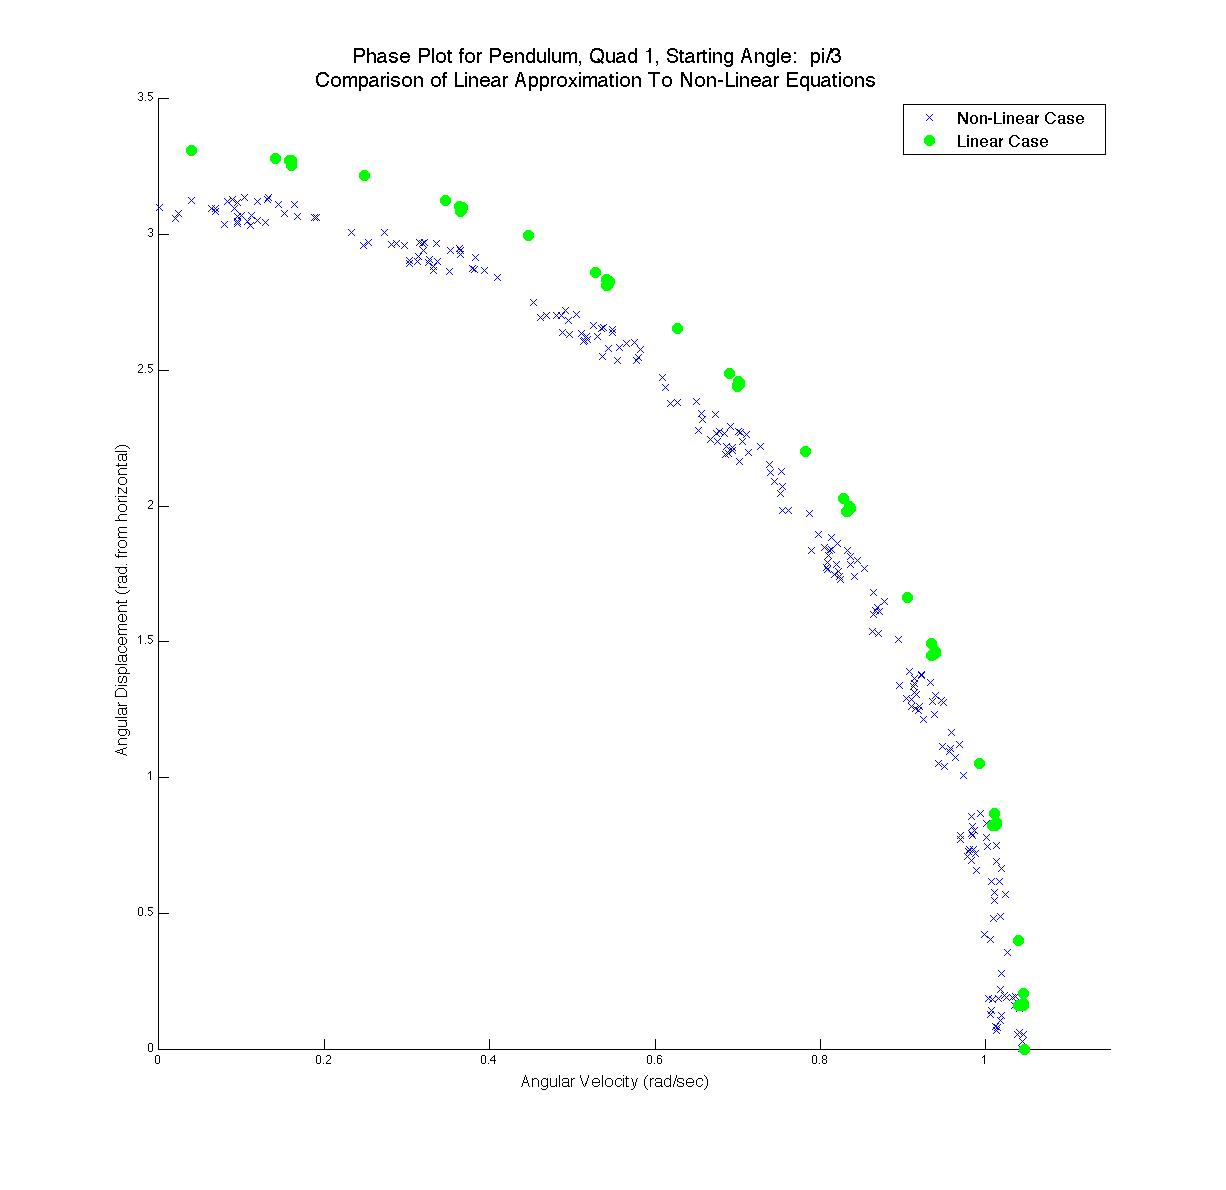 Phase Plot for Pendulum, Quad 1, Starting Angle:  pi/3
Comparison of Linear Approximation To Non-Linear Equations
Non-Linear Case
Linear Case
Angular Displacement (rad. from horizontal)
3.5
3
2.5
2
1.5
1
0.5
0
0
0.2
0.4
0.6
0.8
1
Angular Velocity (rad/sec)